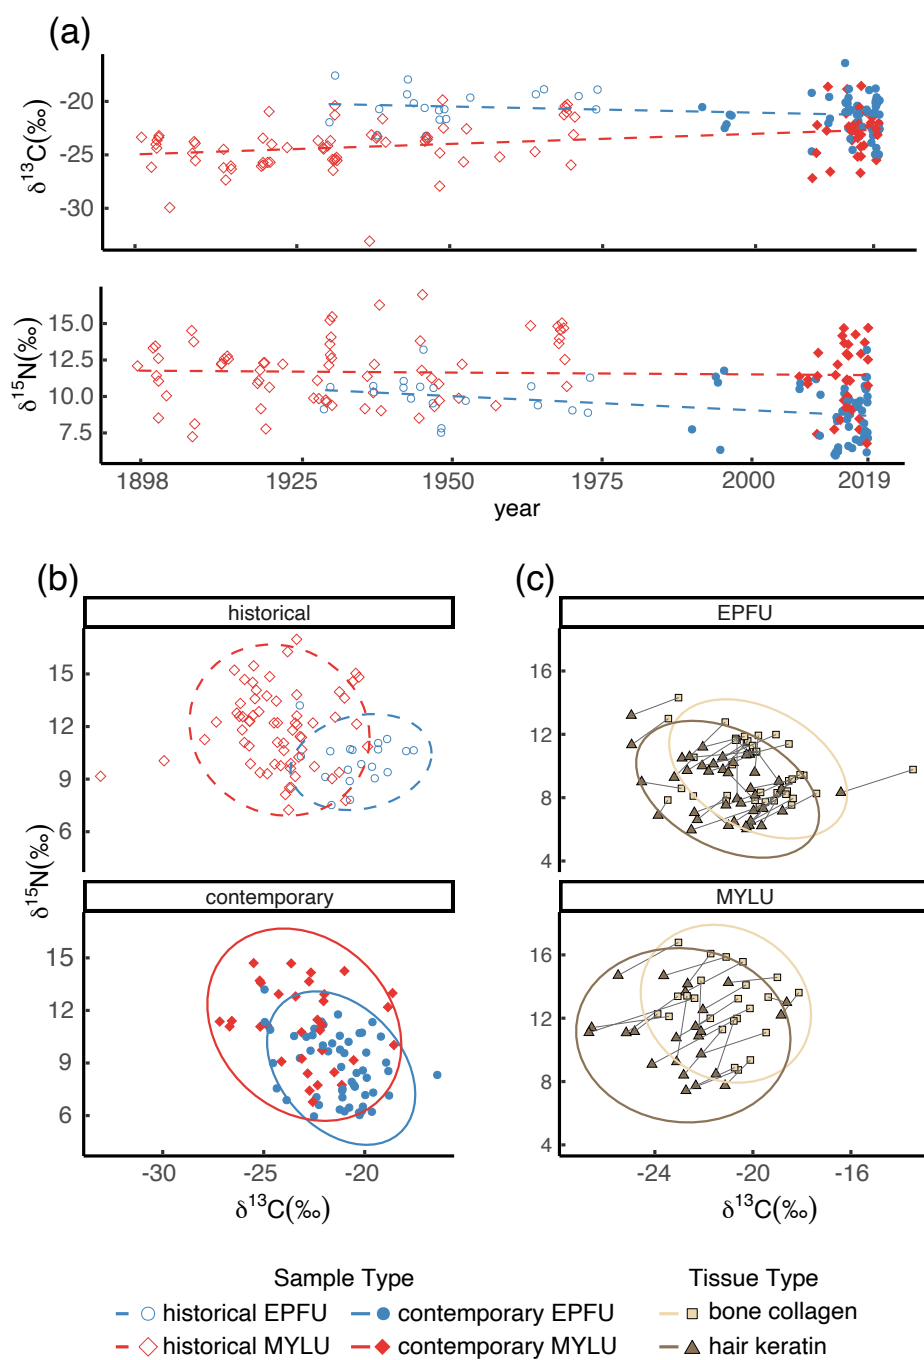 (a)
δ13C(‰)
-20
-25
-30
δ15N(‰)
15.0
12.5
10.0
7.5
1898
1925
1950
1975
2000
2019
year
(b)
historical
15
12
9
6
δ15N(‰)
contemporary
15
12
9
6
-30
-25
-20
δ13C(‰)
(c)
EPFU
16
12
8
4
MYLU
16
12
8
4
-24
-20
-16
δ13C(‰)
Sample Type
historical EPFU
contemporary EPFU
historical MYLU
contemporary MYLU
Tissue Type
bone collagen
hair keratin